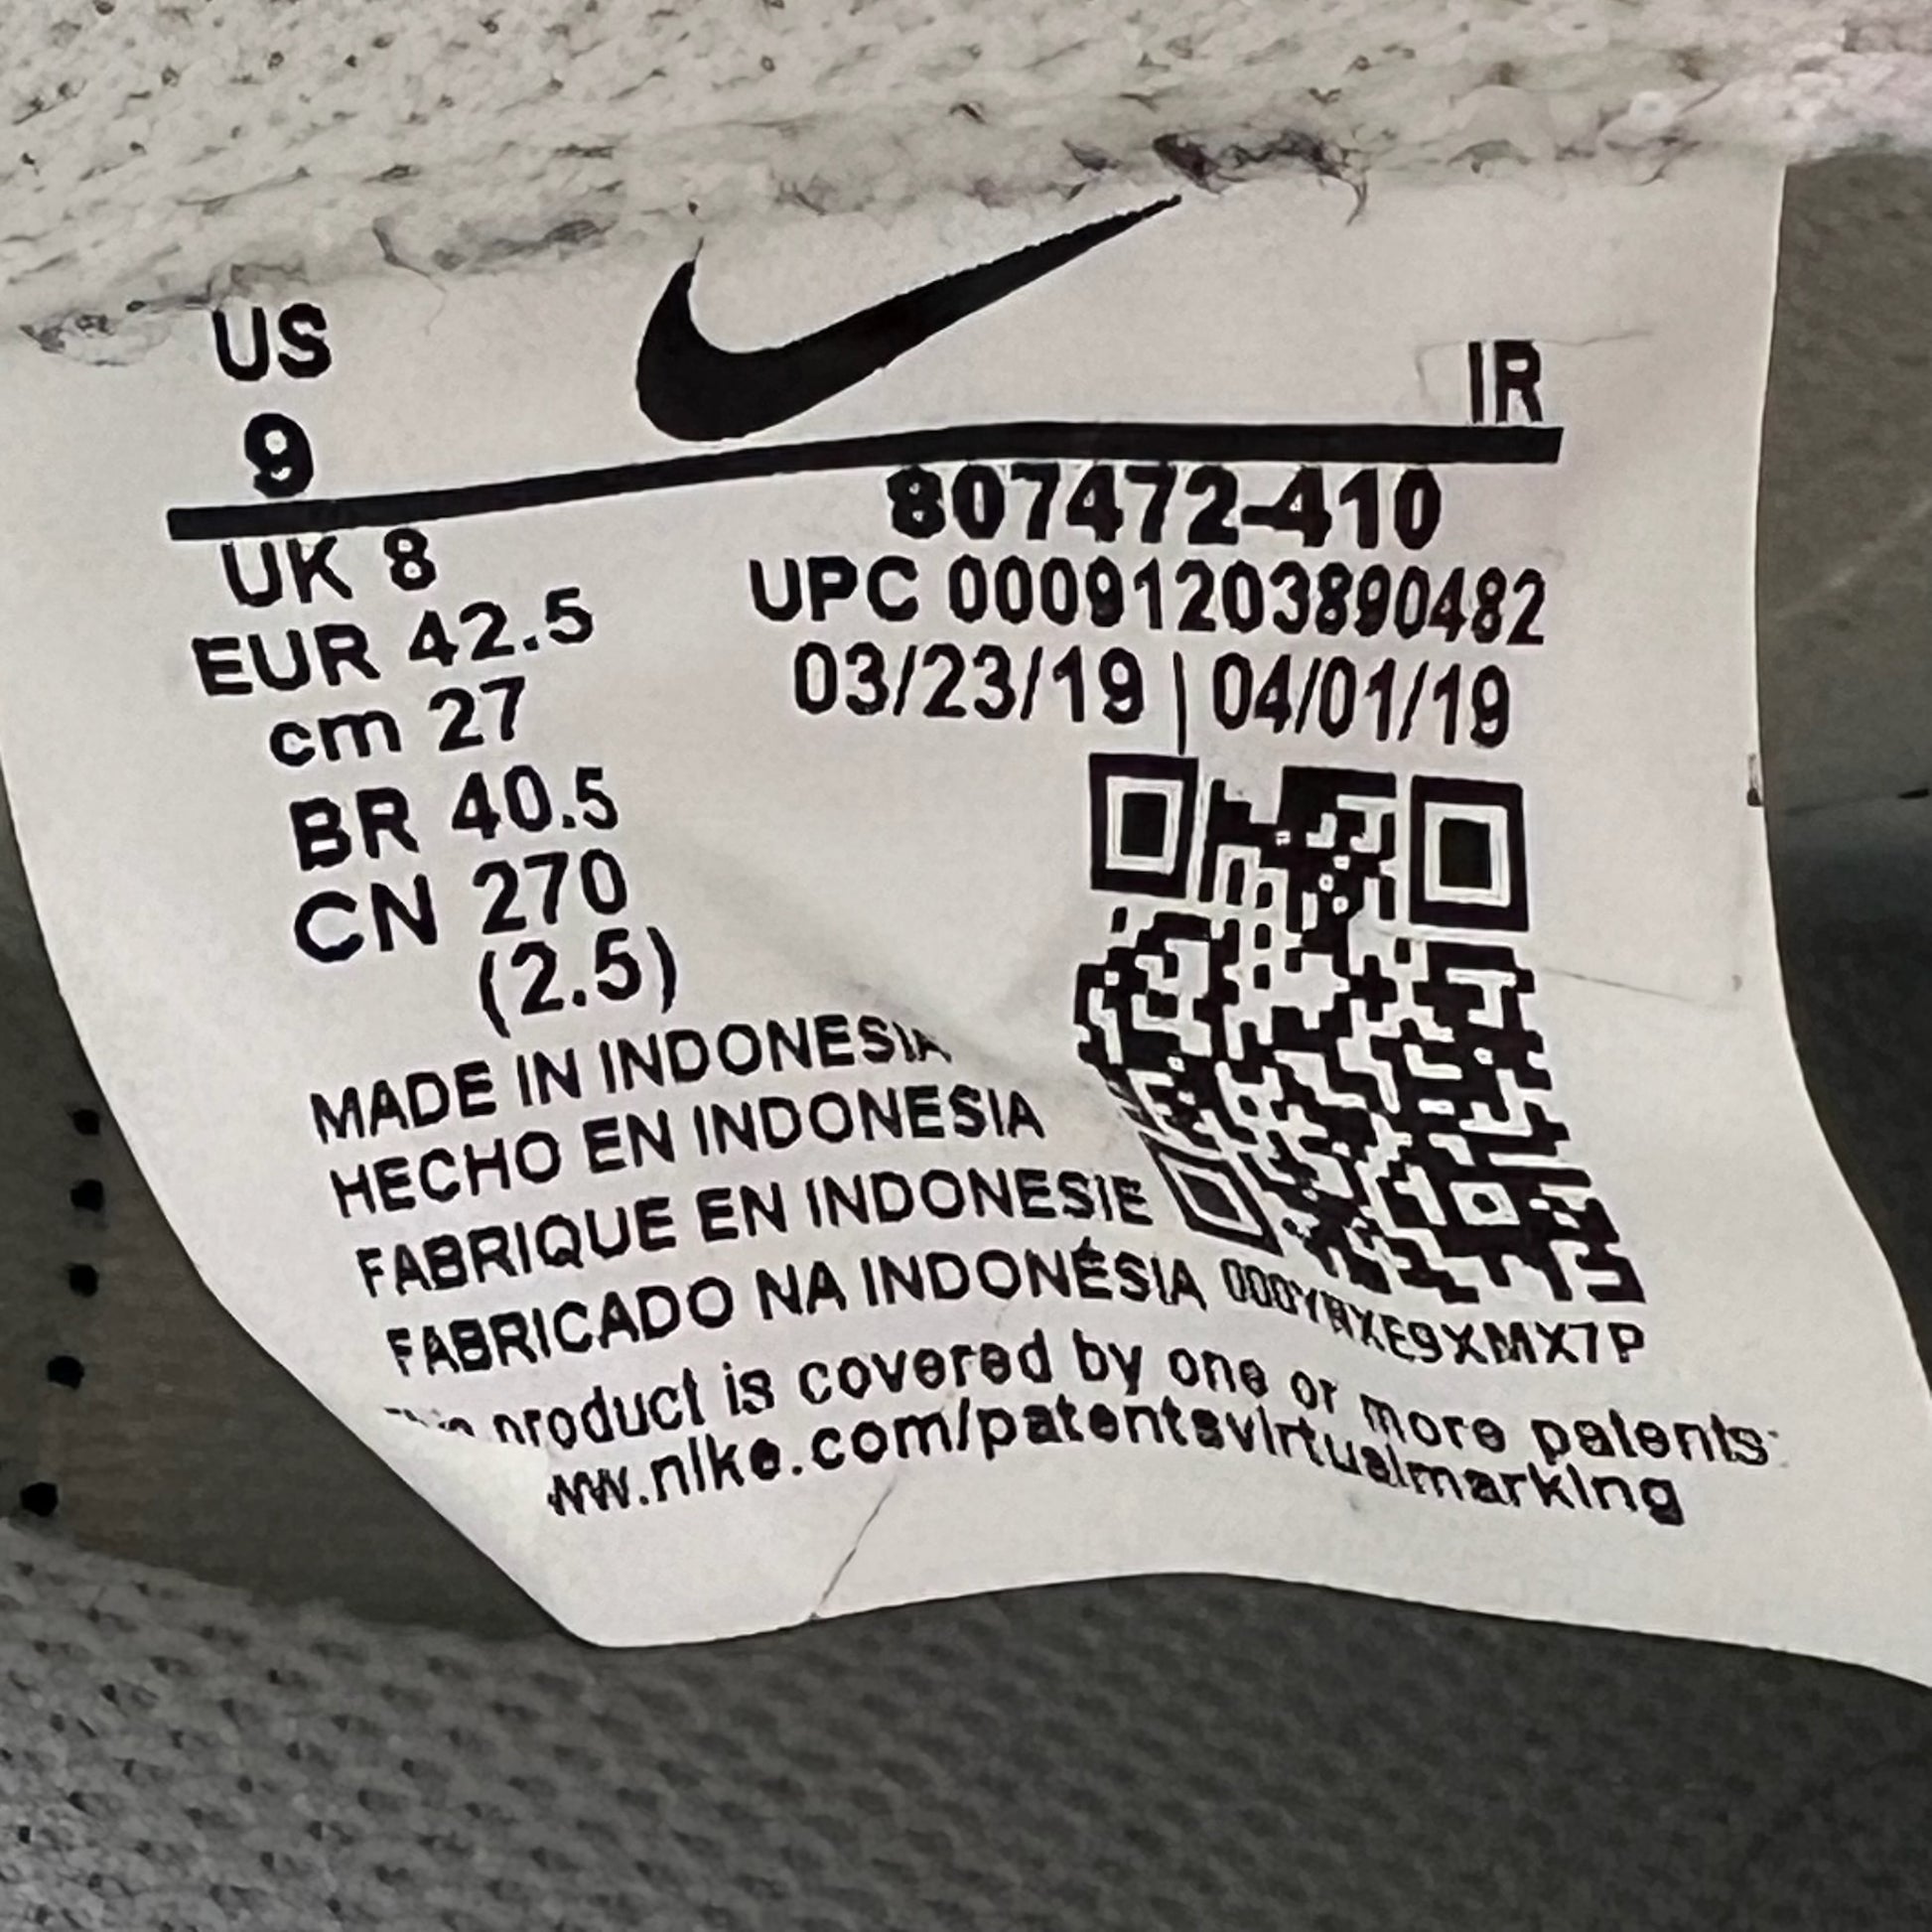 US
9
IR
UK 8
EUR 42.5
cm 27
BR 40.5
CN 270
(2.5)
807472-410
UPC 00091203890482
03/23/19 | 04/01/19
MADE IN INDONESIA
HECHO EN INDONESIA
FABRIQUE EN INDONESIE
FABRICADO NA INDONÉSIA
product is covered by one or more patents:
ww.nike.com/patentsvirtualmarking